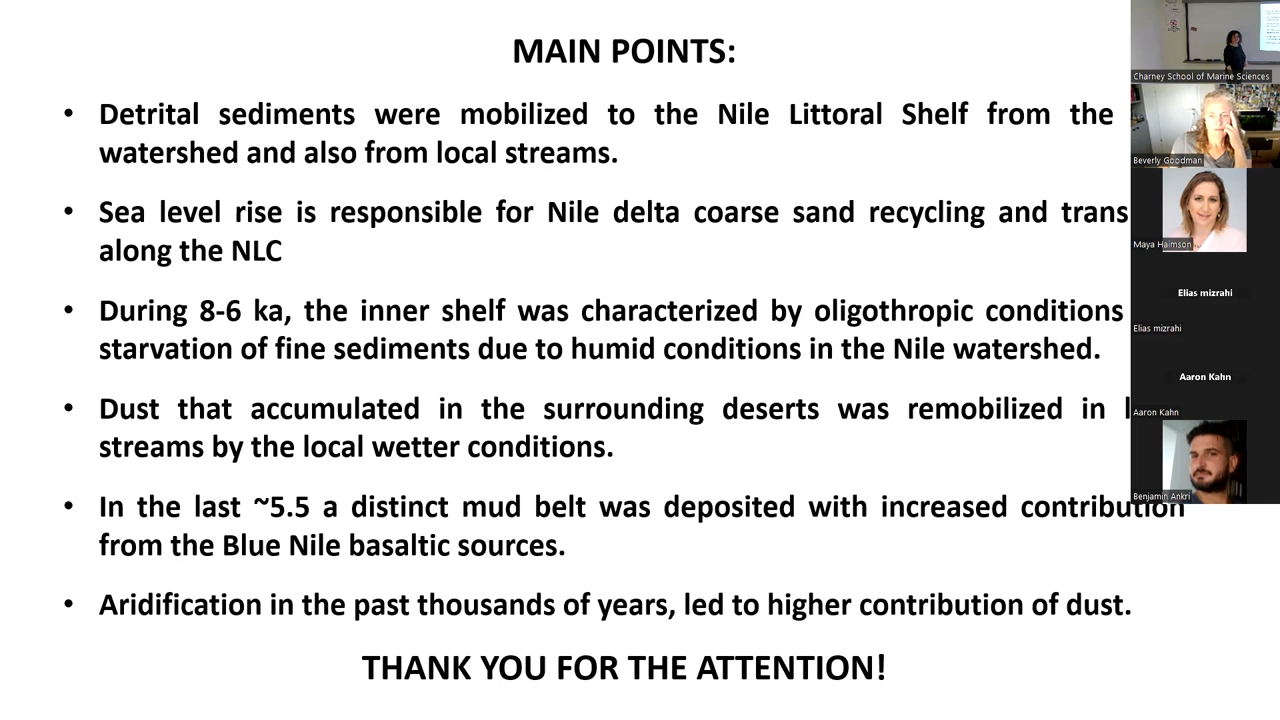 MAIN POINTS:
• Detrital sediments were mobilized to the Nile Littoral Shelf from the
watershed and also from local streams.
• Sea level rise is responsible for Nile delta coarse sand recycling and
along the NLC
• During 8-6 ka, the inner shelf was characterized by oligothropic conditions
starvation of fine sediments due to humid conditions in the Nile watershed.
• Dust that accumulated in the surrounding deserts was remobilized in
streams by the local wetter conditions.
• In the last ~5.5 a distinct mud belt was deposited with increased contribution
from the Blue Nile basaltic sources.
• Aridification in the past thousands of years, led to higher contribution of dust.
THANK YOU FOR THE ATTENTION!
Charney School of Marine Sciences
Beverly Goodman
Maya Haimson
Elias mizrahi
Elias mizrahi
Aaron Kahn
Aaron Kahn
Benjamin Ankri